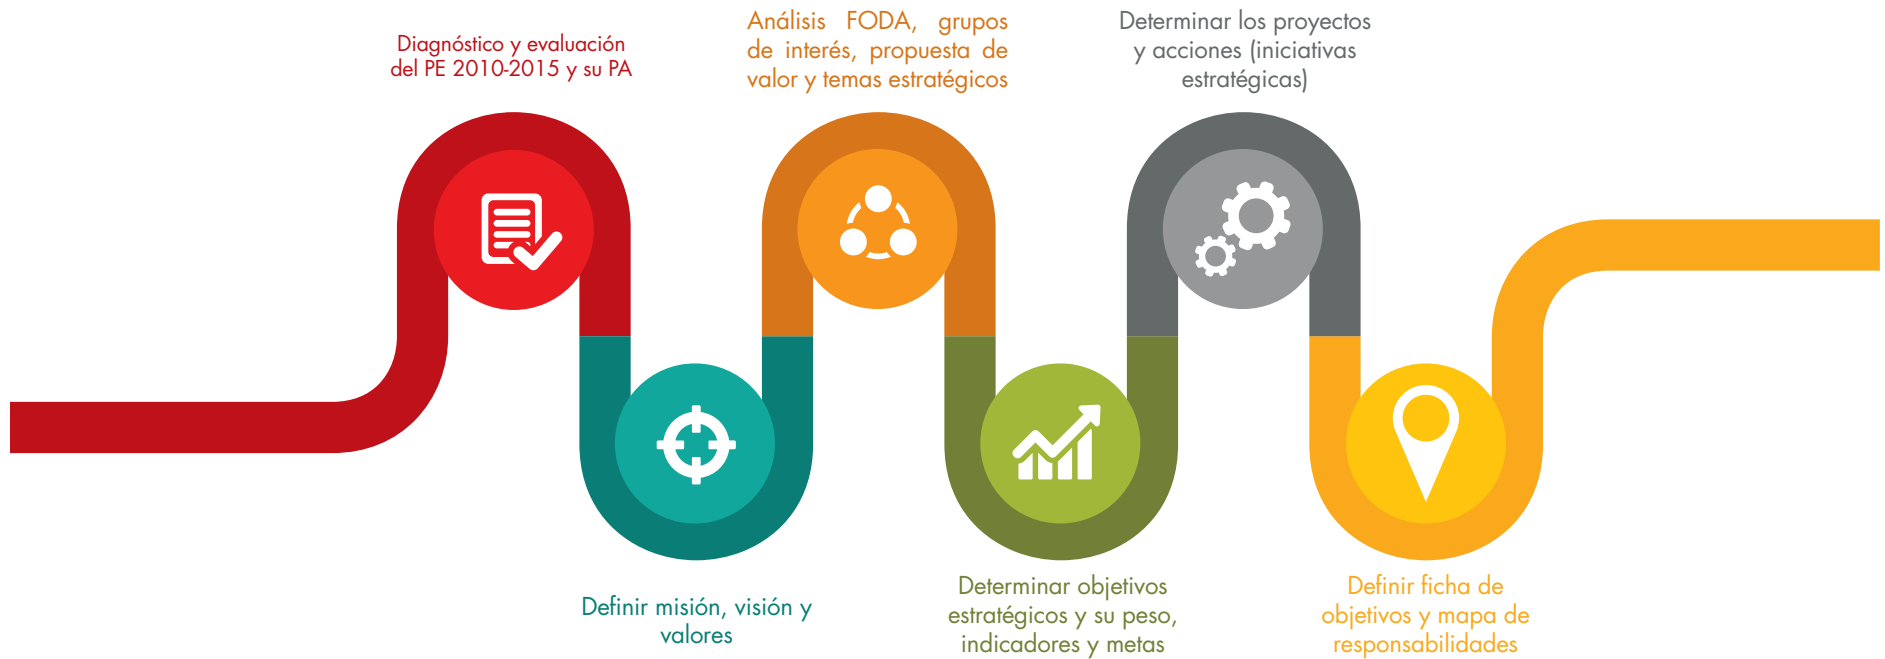 Diagnóstico y evaluación
del PE 2010-2015 y su PA
Definir misión, visión y
valores
Análisis FODA, grupos
de interés, propuesta de
valor y temas estratégicos
Determinar objetivos
estratégicos y su peso,
indicadores y metas
Determinar los proyectos
y acciones (iniciativas
estratégicas)
Definir ficha de
objetivos y mapa de
responsabilidades